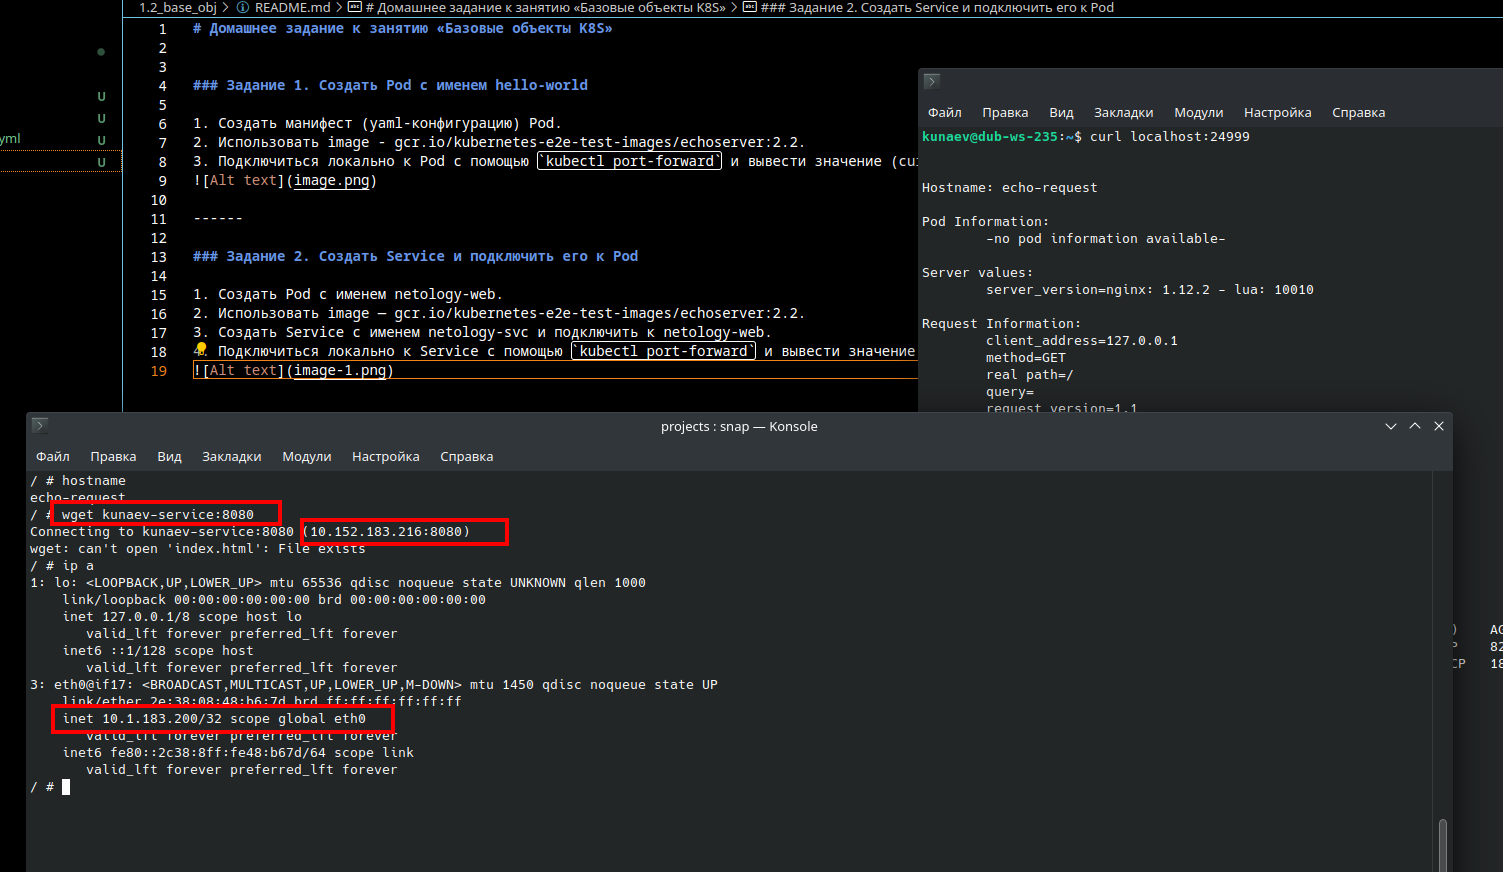 1.2_base_obj > README.md > # Домашнее задание к занятию «Базовые объекты K8S» > ### Задание 2. Создать Service и подключить его к Pod
1 # Домашнее задание к занятию «Базовые объекты K8S»
2
3
4 ### Задание 1. Создать Pod с именем hello-world
5
6 1. Создать манифест (yaml-конфигурацию) Pod.
7 2. Использовать image - gcr.io/kubernetes-e2e-test-images/echoserver:2.2.
8 3. Подключиться локально к Pod с помощью `kubectl port-forward` и вывести значение (cu
9 ![Alt text](image.png)
10
11 ------
12
13 ### Задание 2. Создать Service и подключить его к Pod
14
15 1. Создать Pod с именем netology-web.
16 2. Использовать image — gcr.io/kubernetes-e2e-test-images/echoserver:2.2.
17 3. Создать Service с именем netology-svc и подключить к netology-web.
18 . Подключиться локально к Service с помощью `kubectl port-forward` и вывести значение
19 ![Alt text](image-1.png)
U
U
yml U
U
Файл Правка Вид Закладки Модули Настройка Справка
kunaev@dub-ws-235:~$ curl localhost:24999
Hostname: echo-request
Pod Information:
-no pod information available-
Server values:
server_version=nginx: 1.12.2 - lua: 10010
Request Information:
client_address=127.0.0.1
method=GET
real path=/
query=
request_version=1.1
projects : snap — Konsole
Файл Правка Вид Закладки Модули Настройка Справка
/ # hostname
echo-request
/ # wget kunaev-service:8080
Connecting to kunaev-service:8080 (10.152.183.216:8080)
wget: can't open 'index.html': File exists
/ # ip a
1: lo: <LOOPBACK,UP,LOWER_UP> mtu 65536 qdisc noqueue state UNKNOWN qlen 1000
link/loopback 00:00:00:00:00:00 brd 00:00:00:00:00:00
inet 127.0.0.1/8 scope host lo
valid_lft forever preferred_lft forever
inet6 ::1/128 scope host
valid_lft forever preferred_lft forever
3: eth0@if17: <BROADCAST,MULTICAST,UP,LOWER_UP,M-DOWN> mtu 1450 qdisc noqueue state UP
link/ether 2e:38:08:48:b6:7d brd ff:ff:ff:ff:ff:ff
inet 10.1.183.200/32 scope global eth0
valid_lft forever preferred_lft forever
inet6 fe80::2c38:8ff:fe48:b67d/64 scope link
valid_lft forever preferred_lft forever
/ #
) AG
P 82
CP 18